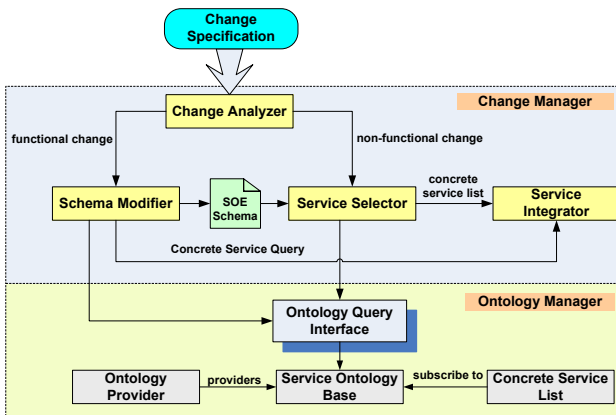 Change
Specification
Change Manager
Change Analyzer
functional change
non-functional change
concrete
service list
Schema Modifier
SOE
Schema
Service Selector
Service
Integrator
Concrete Service Query
Ontology Manager
Ontology Query
Interface
Ontology
Provider
providers
Service Ontology
Base
subscribe to
Concrete Service
List